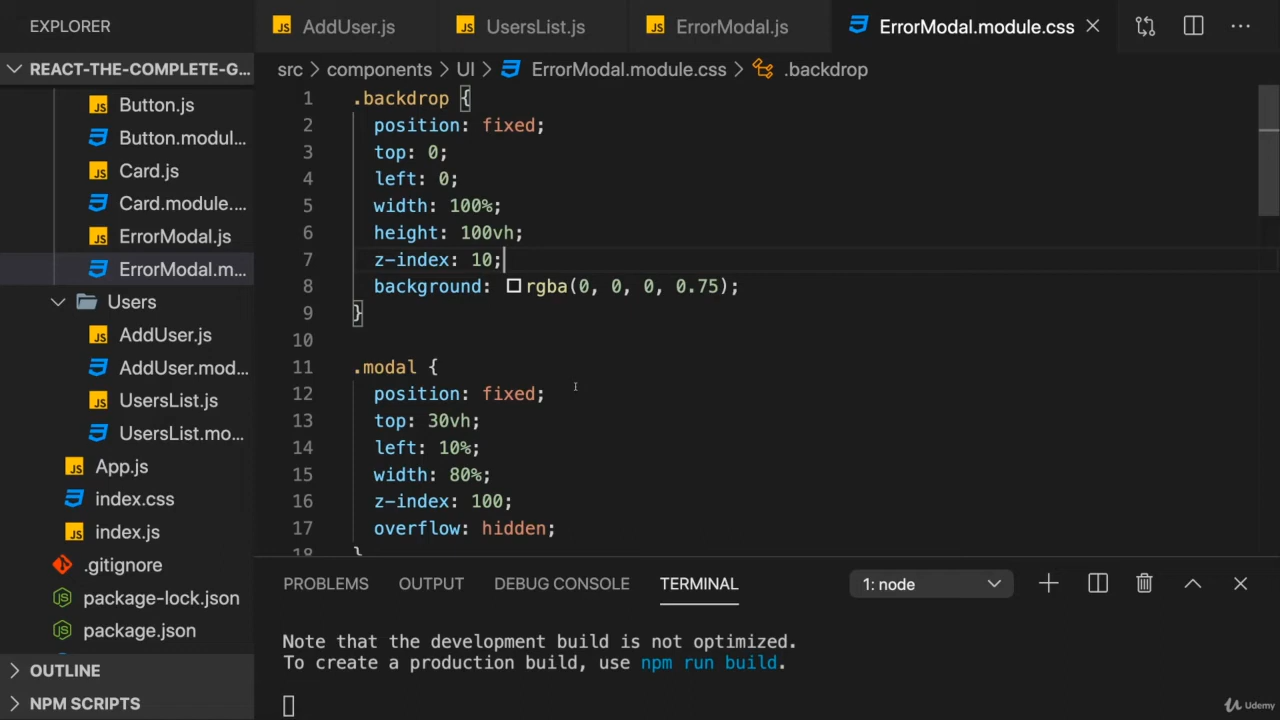 EXPLORER
AddUser.js
UsersList.js
ErrorModal.js
ErrorModal.module.css
REACT-THE-COMPLETE-G...
src > components > UI > ErrorModal.module.css > .backdrop
Button.js
Button.modul...
Card.js
Card.module....
ErrorModal.js
ErrorModal.m...
Users
AddUser.js
AddUser.mod...
UsersList.js
UsersList.mo...
App.js
index.css
index.js
.gitignore
package-lock.json
package.json
OUTLINE
NPM SCRIPTS
1 .backdrop {
2 position: fixed;
3 top: 0;
4 left: 0;
5 width: 100%;
6 height: 100vh;
7 z-index: 10;
8 background: rgba(0, 0, 0, 0.75);
9 }
10
11 .modal {
12 position: fixed;
13 top: 30vh;
14 left: 10%;
15 width: 80%;
16 z-index: 100;
17 overflow: hidden;
18 }
PROBLEMS OUTPUT DEBUG CONSOLE TERMINAL 1: node
Note that the development build is not optimized.
To create a production build, use npm run build.
Udemy